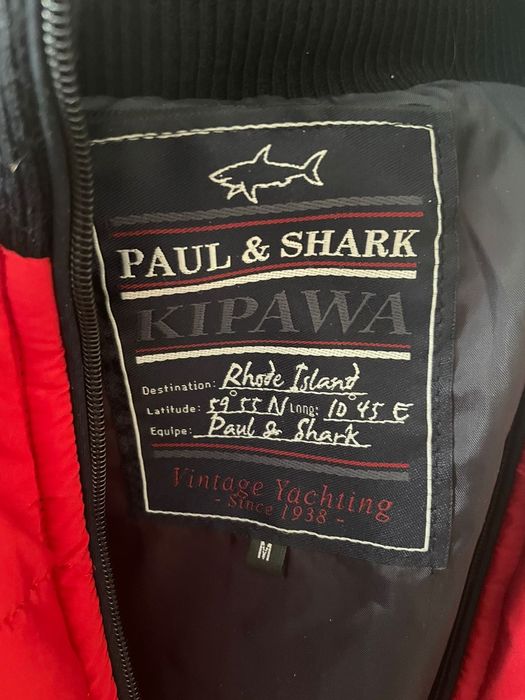 PAUL & SHARK
KIPAWA
Destination: Rhode Island
Latitude: 59°55 N Long: 10°45 E
Equipe: Paul & Shark
Vintage Yachting
- Since 1938 -
M